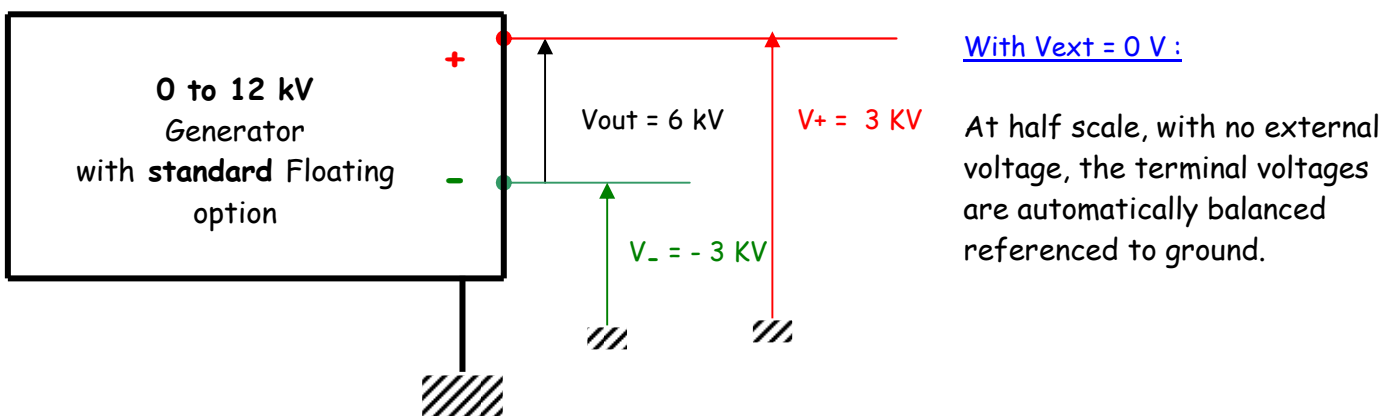 0 to 12 kV
Generator
with standard Floating
option
+
-
Vout = 6 kV
V+ = 3 KV
V- = - 3 KV
With Vext = 0 V :
At half scale, with no external
voltage, the terminal voltages
are automatically balanced
referenced to ground.